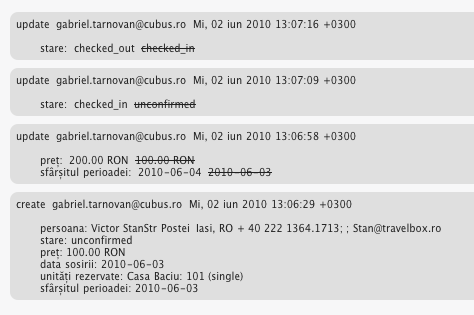 update gabriel.tarnovan@cubus.ro Mi, 02 iun 2010 13:07:16 +0300
stare: checked_out checked_in
update gabriel.tarnovan@cubus.ro Mi, 02 iun 2010 13:07:09 +0300
stare: checked_in unconfirmed
update gabriel.tarnovan@cubus.ro Mi, 02 iun 2010 13:06:58 +0300
preț: 200.00 RON 100.00 RON
sfârșitul perioadei: 2010-06-04 2010-06-03
create gabriel.tarnovan@cubus.ro Mi, 02 iun 2010 13:06:29 +0300
persoana: Victor StanStr Postei Iasi, RO + 40 222 1364.1713; ; Stan@travelbox.ro
stare: unconfirmed
preț: 100.00 RON
data sosirii: 2010-06-03
unități rezervate: Casa Baciu: 101 (single)
sfârșitul perioadei: 2010-06-03